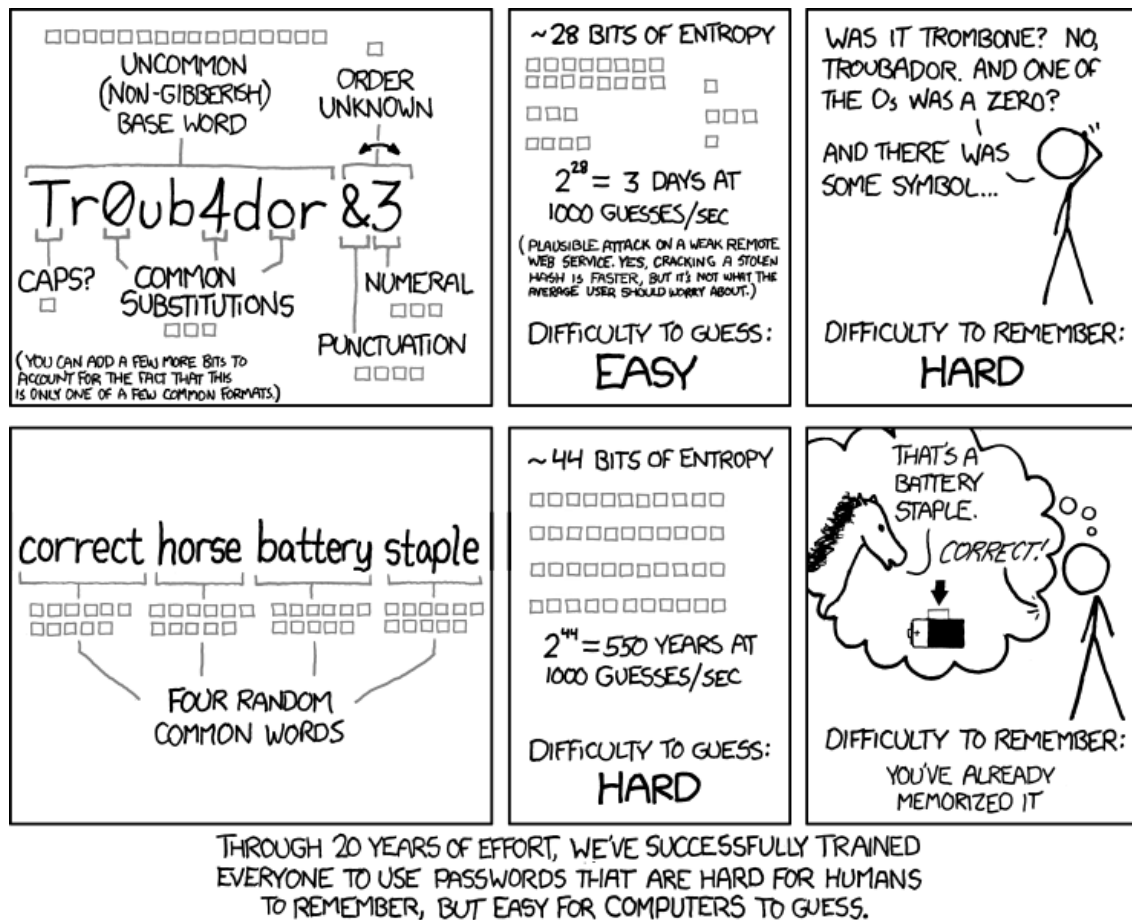 UNCOMMON
(NON-GIBBERISH)
BASE WORD
ORDER
UNKNOWN
Tr0ub4dor &3
CAPS?
COMMON
SUBSTITUTIONS
NUMERAL
PUNCTUATION
(YOU CAN ADD A FEW MORE BITS TO
ACCOUNT FOR THE FACT THAT THIS
IS ONLY ONE OF A FEW COMMON FORMATS.)
~28 BITS OF ENTROPY
2^28 = 3 DAYS AT
1000 GUESSES/SEC
(PLAUSIBLE ATTACK ON A WEAK REMOTE
WEB SERVICE. YES, CRACKING A STOLEN
HASH IS FASTER, BUT IT'S NOT WHAT THE
AVERAGE USER SHOULD WORRY ABOUT.)
DIFFICULTY TO GUESS:
EASY
WAS IT TROMBONE? NO,
TROUBADOR. AND ONE OF
THE Os WAS A ZERO?
AND THERE WAS
SOME SYMBOL...
DIFFICULTY TO REMEMBER:
HARD
correct horse battery staple
FOUR RANDOM
COMMON WORDS
~44 BITS OF ENTROPY
2^44 = 550 YEARS AT
1000 GUESSES/SEC
DIFFICULTY TO GUESS:
HARD
THAT'S A
BATTERY
STAPLE.
CORRECT!
+
DIFFICULTY TO REMEMBER:
YOU'VE ALREADY
MEMORIZED IT
THROUGH 20 YEARS OF EFFORT, WE'VE SUCCESSFULLY TRAINED
EVERYONE TO USE PASSWORDS THAT ARE HARD FOR HUMANS
TO REMEMBER, BUT EASY FOR COMPUTERS TO GUESS.